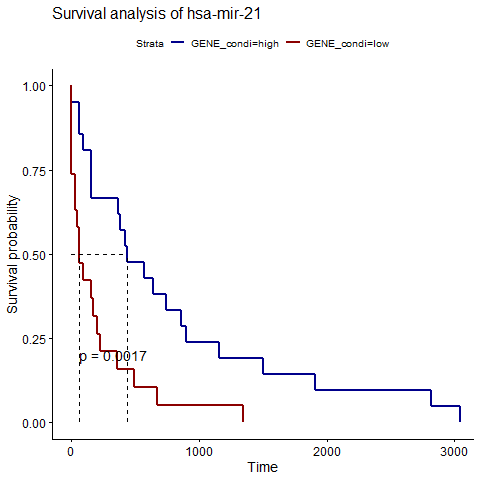 Survival analysis of hsa-mir-21
Strata GENE_condi=high GENE_condi=low
1.00
0.75
0.50
0.25
0.00
Survival probability
p = 0.0017
0 1000 2000 3000
Time